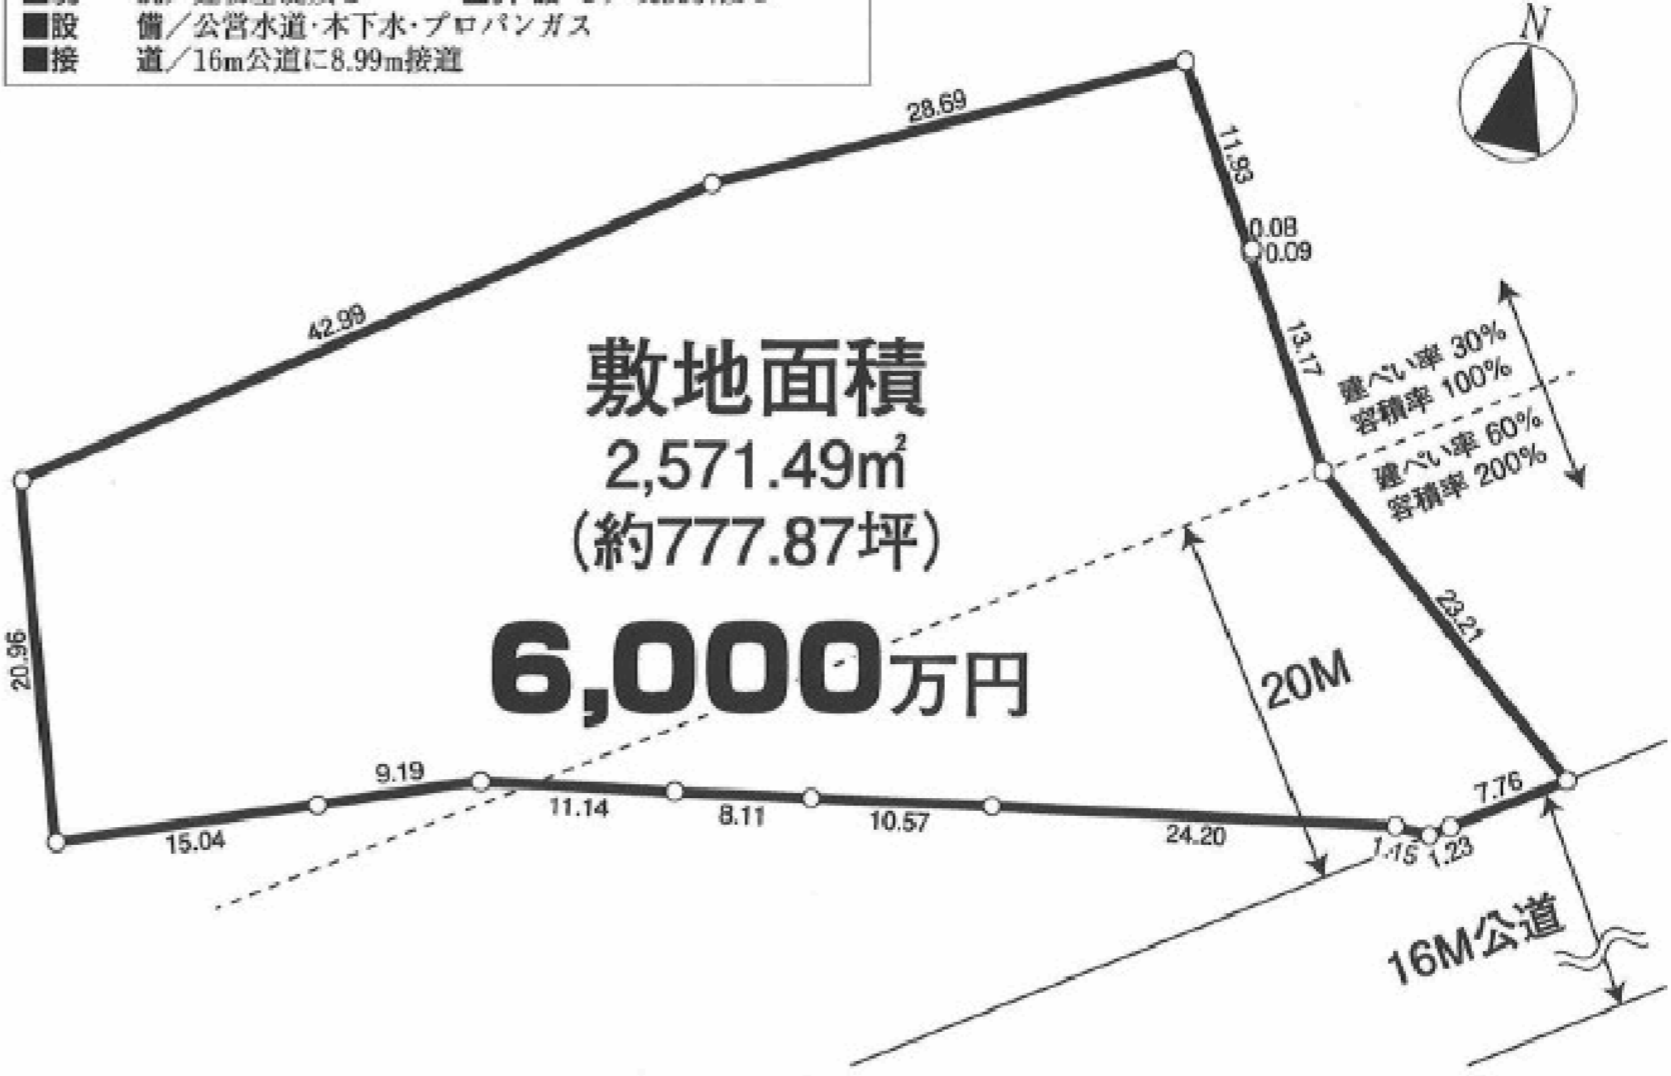 ■設　備／公営水道・本下水・プロパンガス
■接　道／16m公道に8.99m接道
N
28.69
11.93
0.08
0.09
42.99
13.17
建ぺい率 30%
容積率 100%
建ぺい率 60%
容積率 200%
敷地面積
2,571.49㎡
(約777.87坪)
6,000万円
23.21
20M
20.96
9.19
15.04
11.14
8.11
10.57
24.20
1.15
1.23
7.76
16M公道